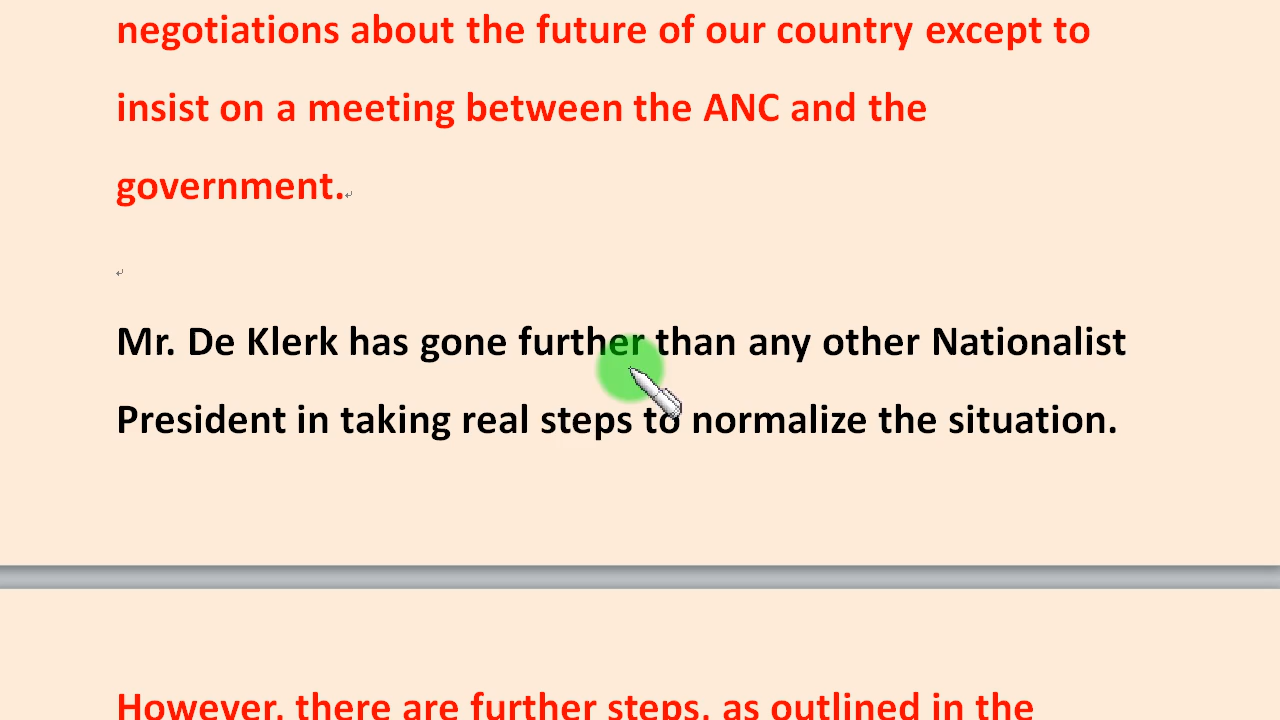 negotiations about the future of our country except to
insist on a meeting between the ANC and the
government.
Mr. De Klerk has gone further than any other Nationalist
President in taking real steps to normalize the situation.
However, there are further steps, as outlined in the